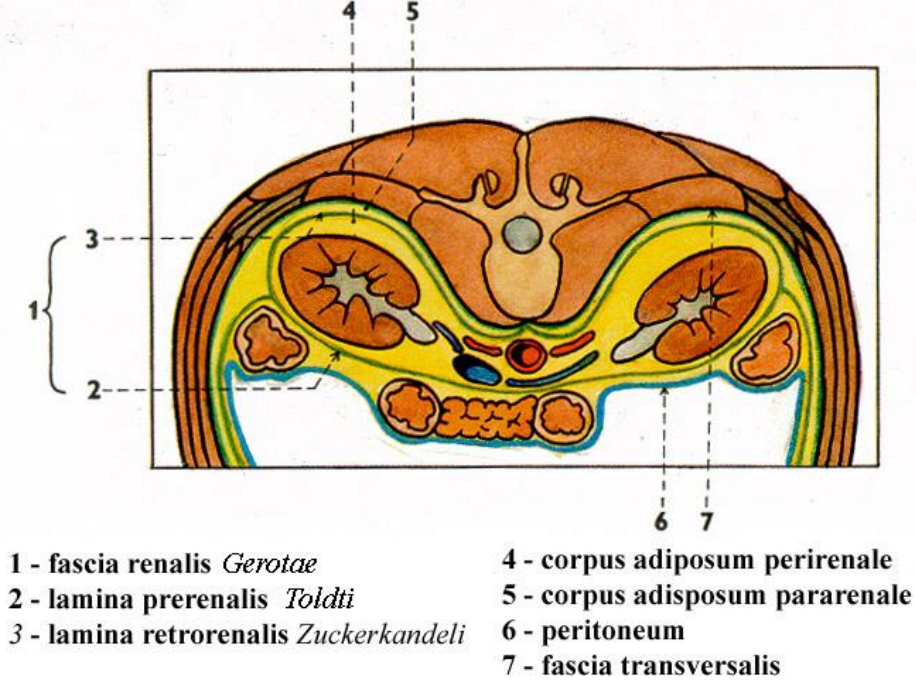 4 5
3
1
2
6 7
1 - fascia renalis Gerotae
2 - lamina prerenalis Toldti
3 - lamina retrorenalis Zuckerkandeli
4 - corpus adiposum perirenale
5 - corpus adisposum pararenale
6 - peritoneum
7 - fascia transversalis